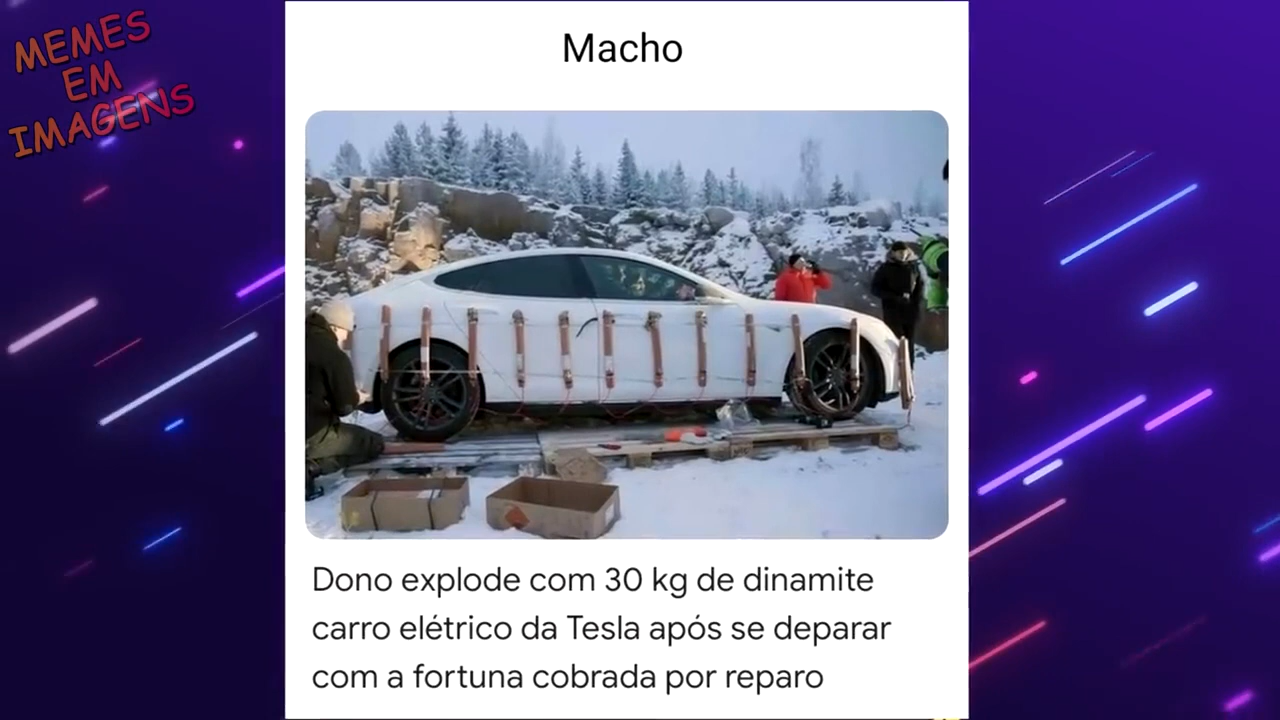 MEMES
EM
IMAGENS
Macho
Dono explode com 30 kg de dinamite
carro elétrico da Tesla após se deparar
com a fortuna cobrada por reparo